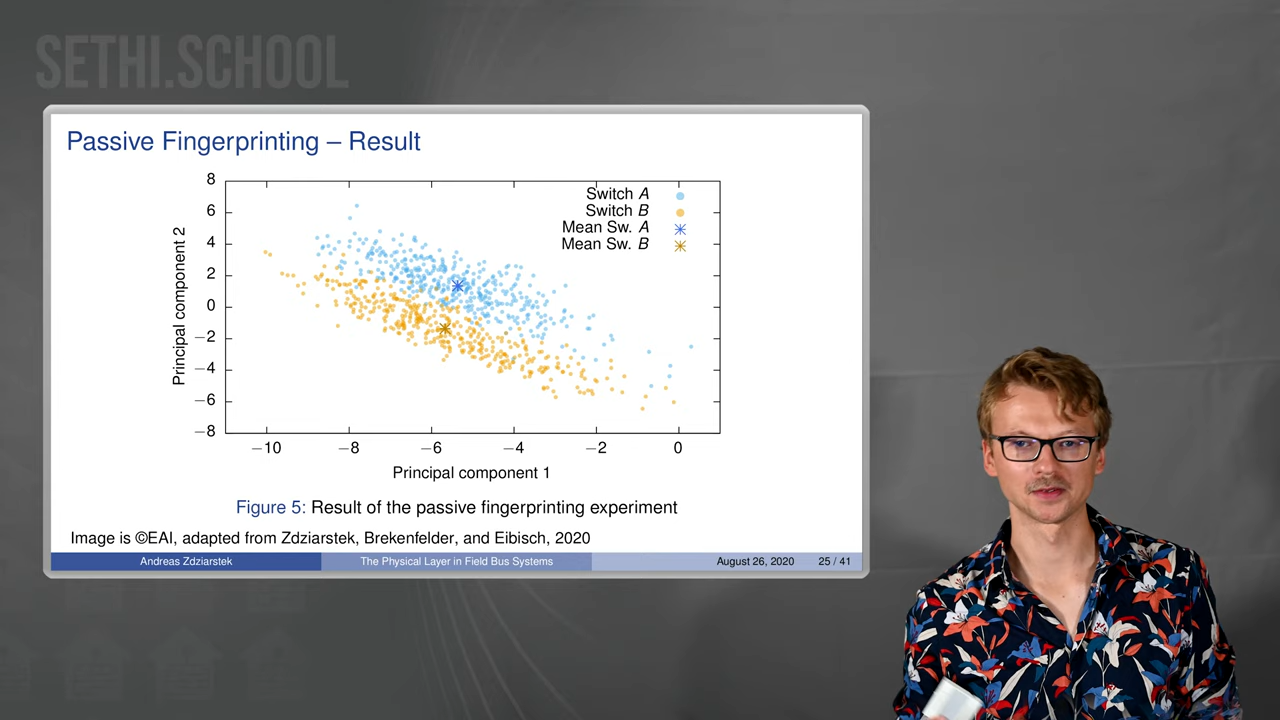 SETHI.SCHOOL
Passive Fingerprinting – Result
8
6
4
2
0
−2
−4
−6
−8
Principal component 2
Switch A
Switch B
Mean Sw. A
Mean Sw. B
−10 −8 −6 −4 −2 0
Principal component 1
Figure 5: Result of the passive fingerprinting experiment
Image is ©EAI, adapted from Zdziarstek, Brekenfelder, and Eibisch, 2020
Andreas Zdziarstek The Physical Layer in Field Bus Systems August 26, 2020 25 / 41